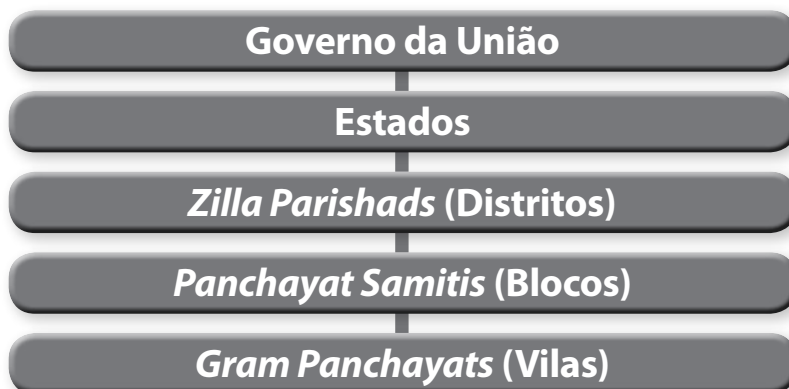 Governo da União
Estados
Zilla Parishads (Distritos)
Panchayat Samitis (Blocos)
Gram Panchayats (Vilas)